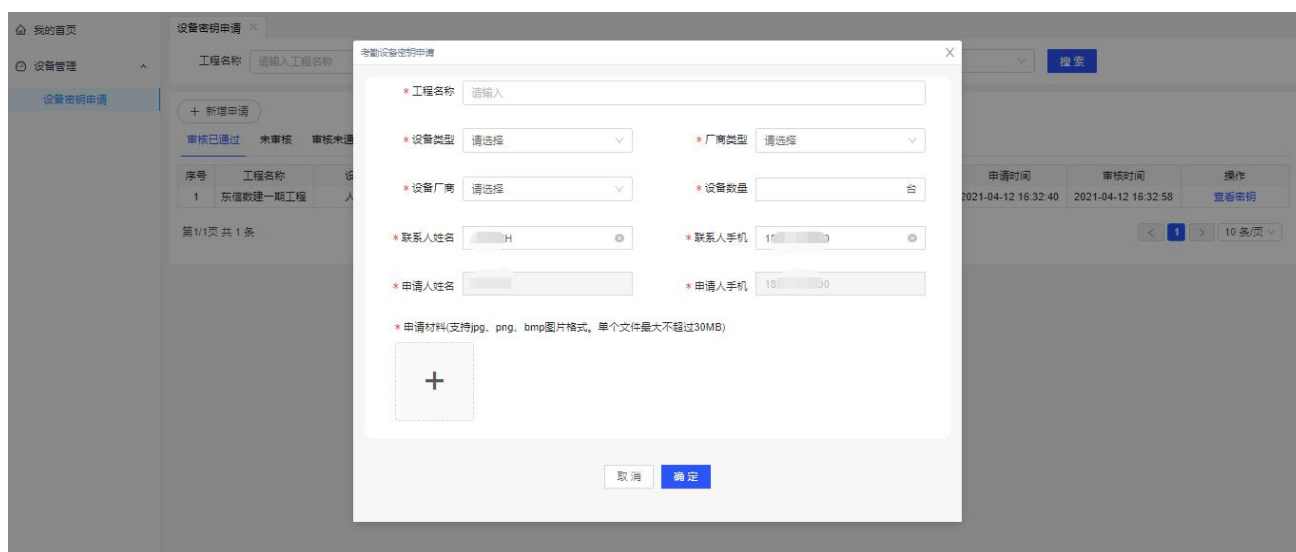 我的首页
设备管理
设备密钥申请
设备密钥申请 ×
工程名称 请输入工程名称
搜索
+ 新增申请
审核已通过 未审核 审核未通
序号 工程名称 申请时间 审核时间 操作
1 东信数建一期工程 2021-04-12 16:32:40 2021-04-12 16:32:58 查看密钥
第1/1页 共 1 条
< 1 > 10 条/页
考勤设备密钥申请 X
* 工程名称 请输入
* 设备类型 请选择 * 厂商类型 请选择
* 设备厂商 请选择 * 设备数量 台
* 联系人姓名 H * 联系人手机
* 申请人姓名 * 申请人手机 18
* 申请材料(支持jpg、png、bmp图片格式。单个文件最大不超过30MB)
+
取消 确定